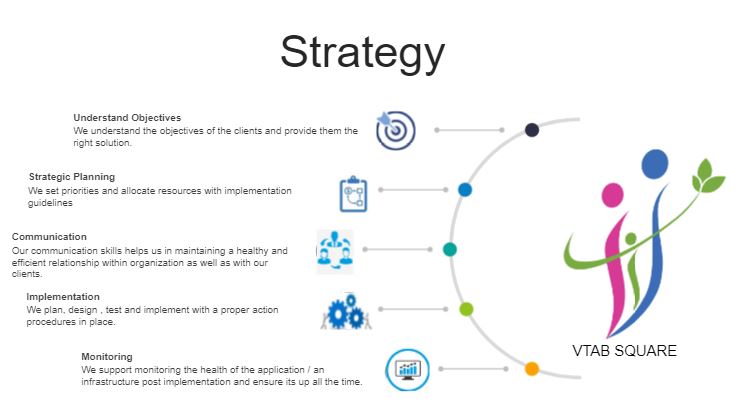 Strategy
Understand Objectives
We understand the objectives of the clients and provide them the
right solution.
Strategic Planning
We set priorities and allocate resources with implementation
guidelines
Communication
Our communication skills helps us in maintaining a healthy and
efficient relationship within organization as well as with our
clients.
Implementation
We plan, design , test and implement with a proper action
procedures in place.
Monitoring
We support monitoring the health of the application / an
infrastructure post implementation and ensure its up all the time.
VTAB SQUARE